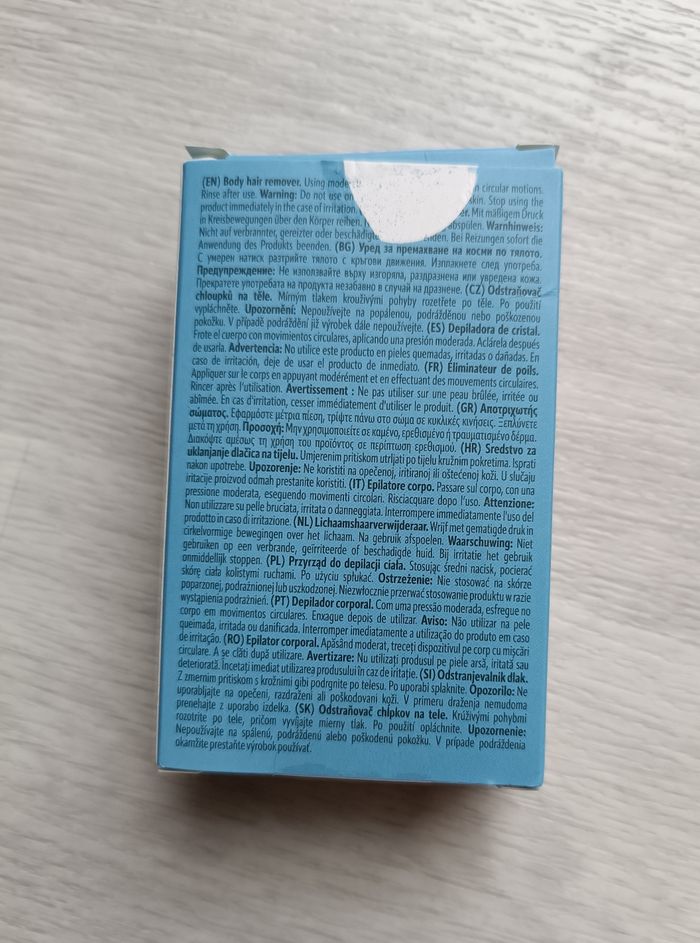 (EN) Body hair remover. Using circular motions.
Rinse after use. Warning: Do not use skin. Stop using the
product immediately in the case of irritation. Mit mäßigem Druck
in Kreisbewegungen über den Körper reiben. abspülen. Warnhinweis:
Nicht auf verbrannter, gereizter oder Bei Reizungen sofort die
Anwendung des Produkts beenden. (BG) Уред за премахване на косми по тялото.
С умерен натиск разтрийте тялото с кръгови движения. Изплакнете след употреба.
Предупреждение: Не използвайте върху изгоряла, раздразнена или увредена кожа.
Прекратете употребата на продукта незабавно в случай на дразнене. (CZ) Odstraňovač
chloupků na těle. Mírným tlakem krouživými pohyby rozetřete po těle. Po použití
vypláchněte. Upozornění: Nepoužívejte na popálenou, podrážděnou nebo poškozenou
pokožku. V případě podráždění již výrobek dále nepoužívejte. (ES) Depiladora de cristal.
Frote el cuerpo con movimientos circulares, aplicando una presión moderada. Aclárela después
de usarla. Advertencia: No utilice este producto en pieles quemadas, irritadas o dañadas. En
caso de irritación, deje de usar el producto de inmediato. (FR) Éliminateur de poils.
Appliquer sur le corps en appuyant modérément et en effectuant des mouvements circulaires.
Rincer après l'utilisation. Avertissement : Ne pas utiliser sur une peau brûlée, irritée ou
abîmée. En cas d'irritation, cesser immédiatement d'utiliser le produit. (GR) Αποτριχωτής
σώματος. Εφαρμόστε μέτρια πίεση, τρίψτε πάνω στο σώμα σε κυκλικές κινήσεις. Ξεπλύνετε
μετά τη χρήση. Προσοχή: Μην χρησιμοποιείτε σε καμένο, ερεθισμένο ή τραυματισμένο δέρμα.
Διακόψτε αμέσως τη χρήση του προϊόντος σε περίπτωση ερεθισμού. (HR) Sredstvo za
uklanjanje dlačica na tijelu. Umjerenim pritiskom utrljati po tijelu kružnim pokretima. Isprati
nakon upotrebe. Upozorenje: Ne koristiti na opečenoj, iritiranoj ili oštećenoj koži. U slučaju
iritacije proizvod odmah prestanite koristiti. (IT) Epilatore corpo. Passare sul corpo, con una
pressione moderata, eseguendo movimenti circolari. Risciacquare dopo l'uso. Attenzione:
Non utilizzare su pelle bruciata, irritata o danneggiata. Interrompere immediatamente l'uso del
prodotto in caso di irritazione. (NL) Lichaamshaarverwijderaar. Wrijf met gematigde druk in
cirkelvormige bewegingen over het lichaam. Na gebruik afspoelen. Waarschuwing: Niet
gebruiken op een verbrande, geïrriteerde of beschadigde huid. Bij irritatie het gebruik
onmiddellijk stoppen. (PL) Przyrząd do depilacji ciała. Stosując średni nacisk, pocierać
skórę ciała kolistymi ruchami. Po użyciu spłukać. Ostrzeżenie: Nie stosować na skórze
poparzonej, podrażnionej lub uszkodzonej. Niezwłocznie przerwać stosowanie produktu w razie
wystąpienia podrażnień. (PT) Depilador corporal. Com uma pressão moderada, esfregue no
corpo em movimentos circulares. Enxague depois de utilizar. Aviso: Não utilizar na pele
queimada, irritada ou danificada. Interromper imediatamente a utilização do produto em caso
de irritação. (RO) Epilator corporal. Apăsând moderat, treceți dispozitivul pe corp cu mișcări
circulare. A se clăti după utilizare. Avertizare: Nu utilizați produsul pe piele arsă, iritată sau
deteriorată. Încetați imediat utilizarea produsului în caz de iritație. (SI) Odstranjevalnik dlak.
Z zmernim pritiskom s krožnimi gibi podrgnite po telesu. Po uporabi splaknite. Opozorilo: Ne
uporabljajte na opečeni, razdraženi ali poškodovani koži. V primeru draženja nemudoma
prenehajte z uporabo izdelka. (SK) Odstraňovač chĺpkov na tele. Krúživými pohybmi
rozotrite po tele, pričom vyvíjajte mierny tlak. Po použití opláchnite. Upozornenie:
Nepoužívajte na spálenú, podráždenú alebo poškodenú pokožku. V prípade podráždenia
okamžite prestaňte výrobok používať.